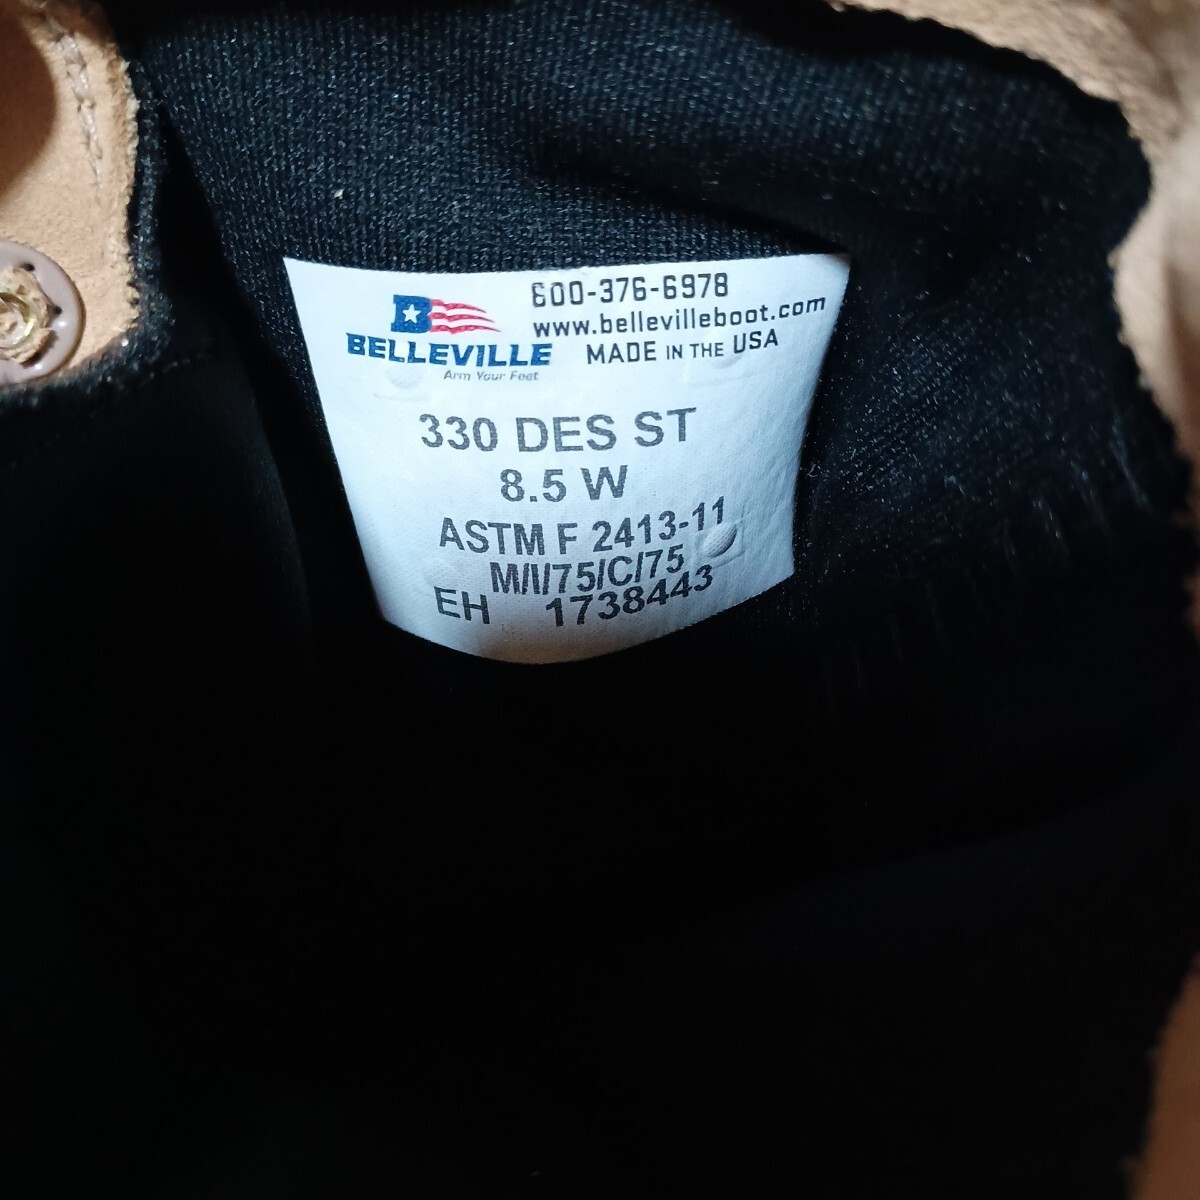 600-376-6978
www.bellevilleboot.com
BELLEVILLE MADE IN THE USA
Arm Your Feet
330 DES ST
8.5 W
ASTM F 2413-11
M/I/75/C/75
EH 1738443